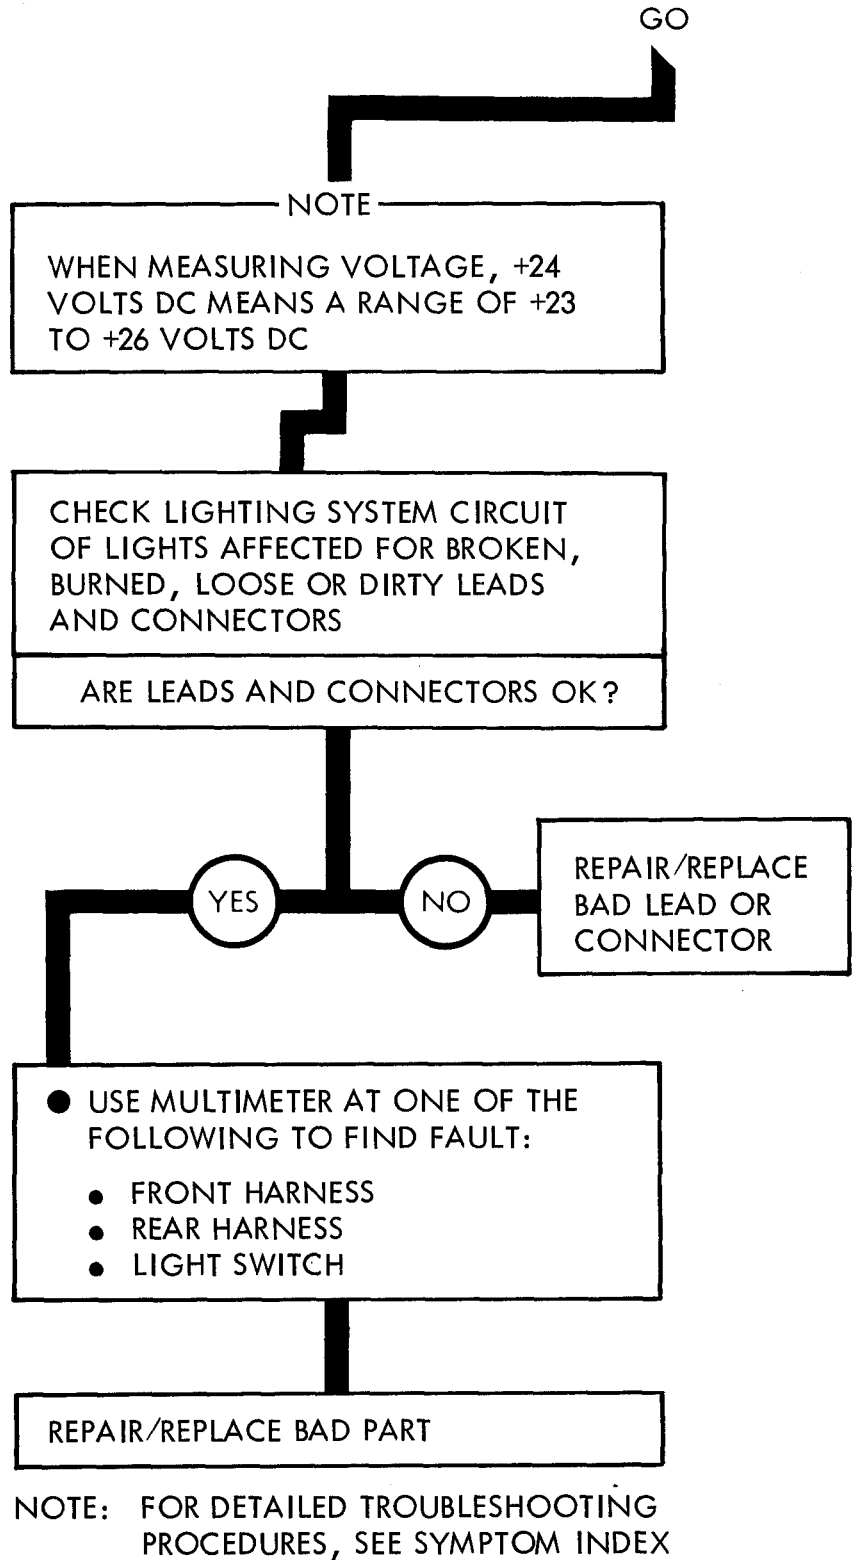 GO
NOTE
WHEN MEASURING VOLTAGE, +24
VOLTS DC MEANS A RANGE OF +23
TO +26 VOLTS DC
CHECK LIGHTING SYSTEM CIRCUIT
OF LIGHTS AFFECTED FOR BROKEN,
BURNED, LOOSE OR DIRTY LEADS
AND CONNECTORS
ARE LEADS AND CONNECTORS OK?
YES
NO
REPAIR/REPLACE
BAD LEAD OR
CONNECTOR
● USE MULTIMETER AT ONE OF THE
FOLLOWING TO FIND FAULT:
● FRONT HARNESS
● REAR HARNESS
● LIGHT SWITCH
REPAIR/REPLACE BAD PART
NOTE: FOR DETAILED TROUBLESHOOTING
PROCEDURES, SEE SYMPTOM INDEX